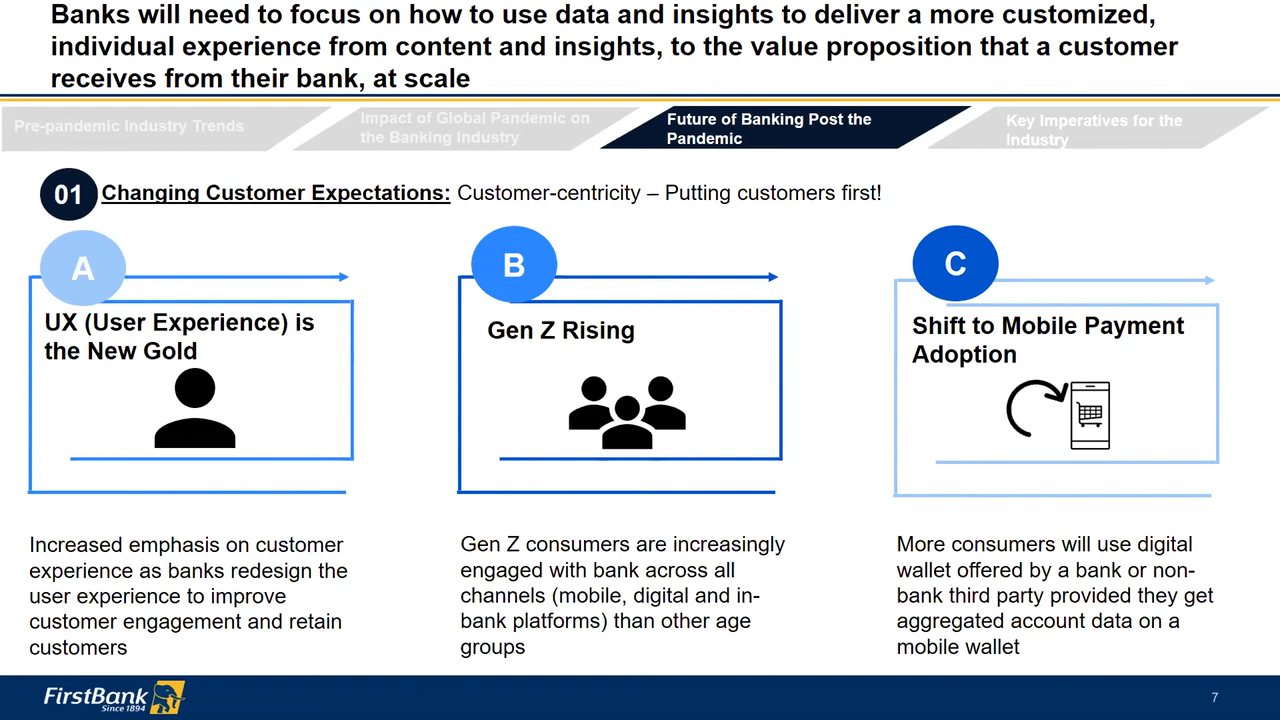 Banks will need to focus on how to use data and insights to deliver a more customized,
individual experience from content and insights, to the value proposition that a customer
receives from their bank, at scale
Pre-pandemic Industry Trends
Impact of Global Pandemic on
the Banking Industry
Future of Banking Post the
Pandemic
Key Imperatives for the
Industry
01
Changing Customer Expectations: Customer-centricity – Putting customers first!
A
UX (User Experience) is
the New Gold
Increased emphasis on customer
experience as banks redesign the
user experience to improve
customer engagement and retain
customers
B
Gen Z Rising
Gen Z consumers are increasingly
engaged with bank across all
channels (mobile, digital and in-
bank platforms) than other age
groups
C
Shift to Mobile Payment
Adoption
More consumers will use digital
wallet offered by a bank or non-
bank third party provided they get
aggregated account data on a
mobile wallet
FirstBank
Since 1894
7